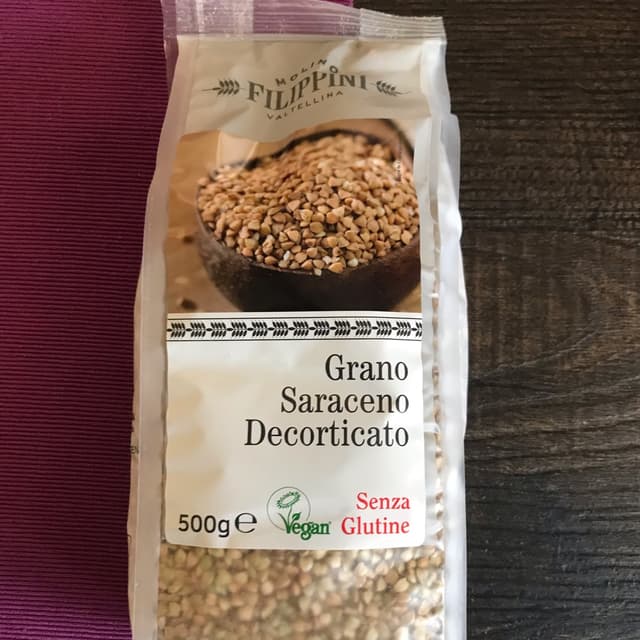 MOLINO
FILIPPINI
VALTELLINA
Grano
Saraceno
Decorticato
500g℮
Vegan
Senza
Glutine